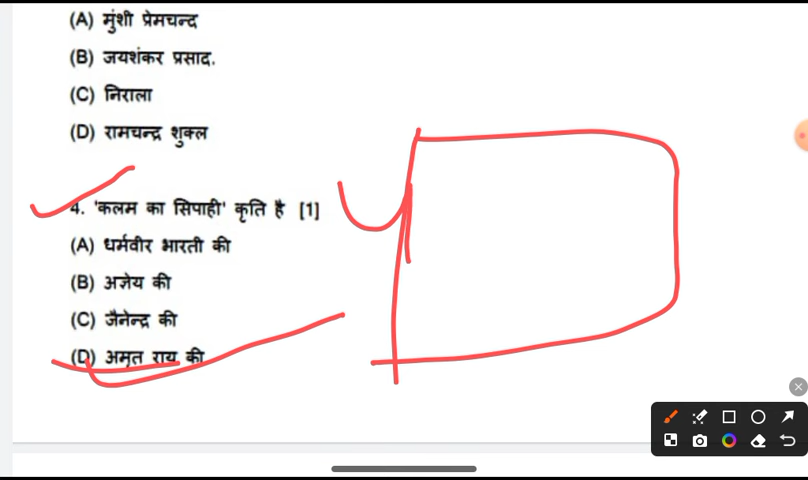 (A) मुंशी प्रेमचन्द
(B) जयशंकर प्रसाद.
(C) निराला
(D) रामचन्द्र शुक्ल
4. 'कलम का सिपाही' कृति है [1]
(A) धर्मवीर भारती की
(B) अज्ञेय की
(C) जैनेन्द्र की
(D) अमृत राय की